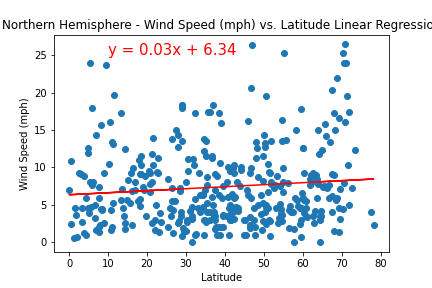 Northern Hemisphere - Wind Speed (mph) vs. Latitude Linear Regressio
y = 0.03x + 6.34
25
20
15
10
5
0
Wind Speed (mph)
0 10 20 30 40 50 60 70 80
Latitude